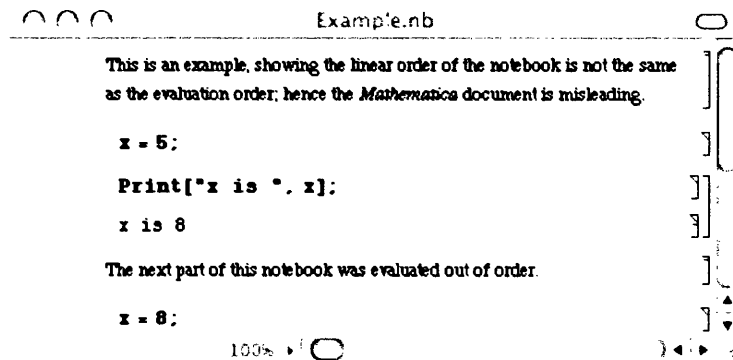 Example.nb
This is an example, showing the linear order of the notebook is not the same
as the evaluation order; hence the Mathematica document is misleading.
x = 5;
Print["x is ", x];
x is 8
The next part of this notebook was evaluated out of order.
x = 8;
100%